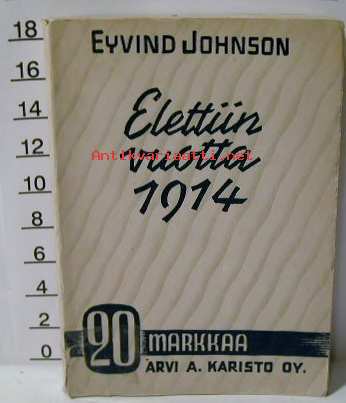 EYVIND JOHNSON
Elettiin
vuotta
1914
Antikvariaatti.net
20 MARKKAA
ARVI A. KARISTO OY.
18
16
14
12
10
8
6
4
2
0